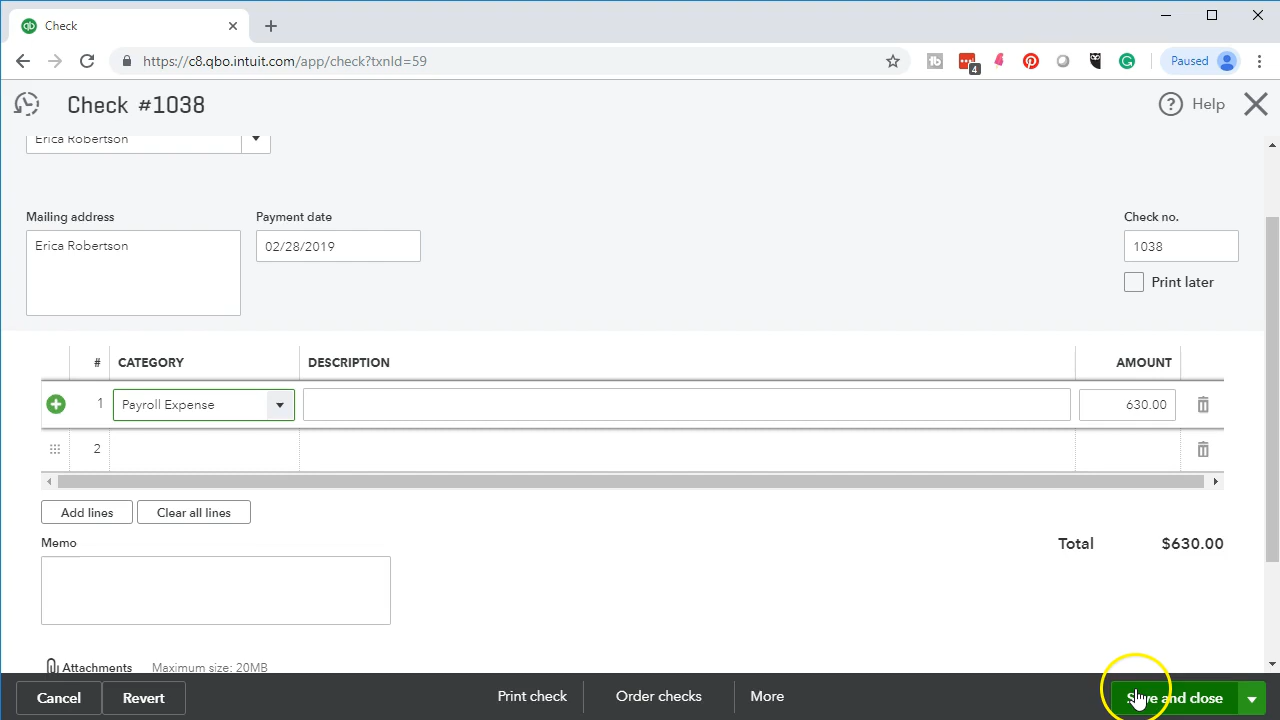 Check
https://c8.qbo.intuit.com/app/check?txnId=59
4
Paused
Check #1038
Help
Erica Robertson
Mailing address
Payment date
Check no.
Erica Robertson
02/28/2019
1038
Print later
# CATEGORY DESCRIPTION AMOUNT
1 Payroll Expense 630.00
2
Add lines
Clear all lines
Memo
Total $630.00
Attachments Maximum size: 20MB
Cancel
Revert
Print check
Order checks
More
Save and close